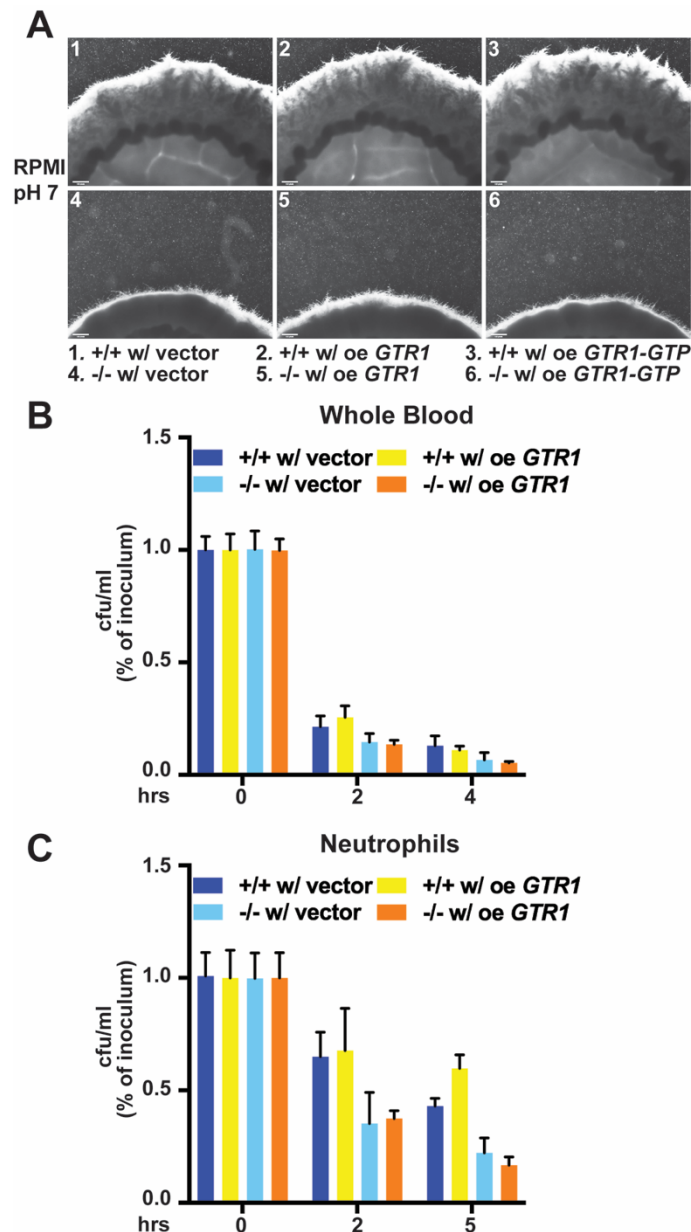 A
1 2 3
RPMI
pH 7
4 5 6
1. +/+ w/ vector 2. +/+ w/ oe GTR1 3. +/+ w/ oe GTR1-GTP
4. -/- w/ vector 5. -/- w/ oe GTR1 6. -/- w/ oe GTR1-GTP
B
Whole Blood
1.5
+/+ w/ vector +/+ w/ oe GTR1
-/- w/ vector -/- w/ oe GTR1
1.0
cfu/ml
(% of inoculum)
0.5
0.0
hrs 0 2 4
C
Neutrophils
1.5
+/+ w/ vector +/+ w/ oe GTR1
-/- w/ vector -/- w/ oe GTR1
1.0
cfu/ml
(% of inoculum)
0.5
0.0
hrs 0 2 5